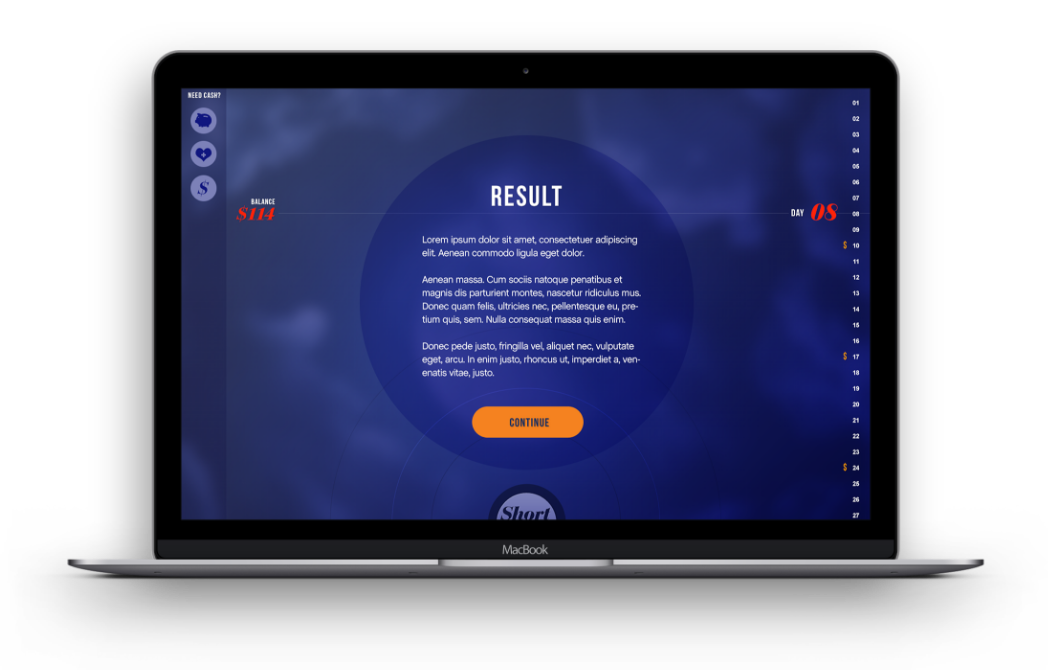 NEED CASH?
BALANCE
$114
RESULT
Lorem ipsum dolor sit amet, consectetuer adipiscing
elit. Aenean commodo ligula eget dolor.
Aenean massa. Cum sociis natoque penatibus et
magnis dis parturient montes, nascetur ridiculus mus.
Donec quam felis, ultricies nec, pellentesque eu, pre-
tium quis, sem. Nulla consequat massa quis enim.
Donec pede justo, fringilla vel, aliquet nec, vulputate
eget, arcu. In enim justo, rhoncus ut, imperdiet a, ven-
enatis vitae, justo.
CONTINUE
Short
DAY 08
01
02
03
04
05
06
07
08
09
$ 10
11
12
13
14
15
16
$ 17
18
19
20
21
22
23
$ 24
25
26
27
$
MacBook